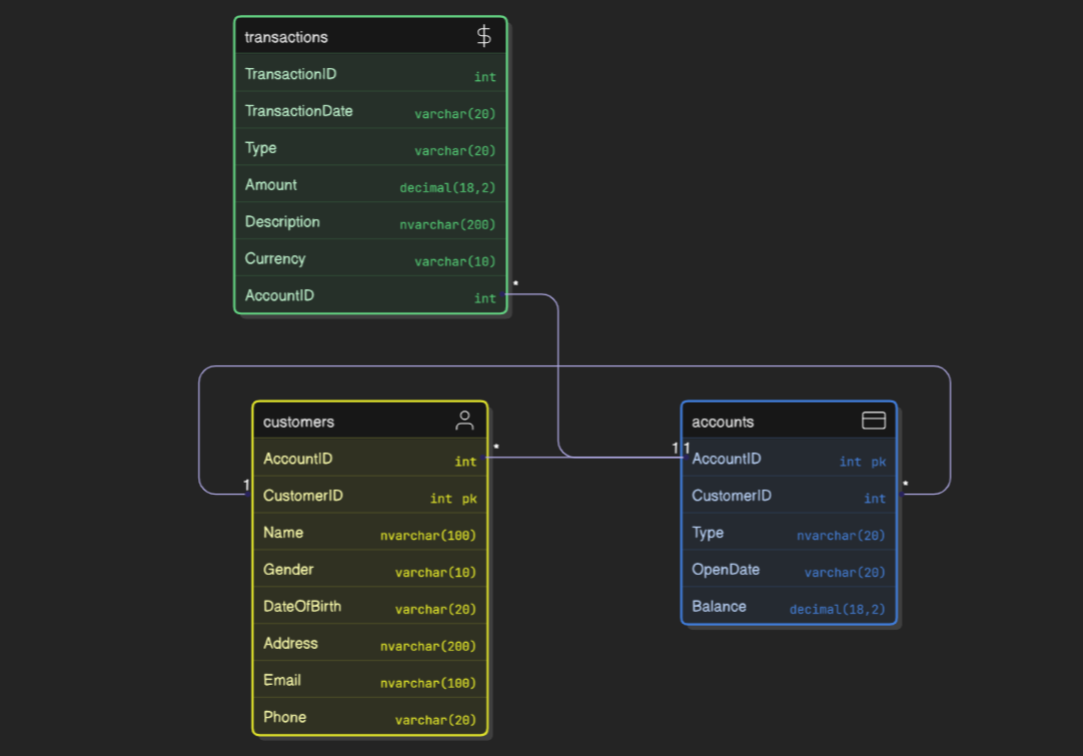 transactions $
TransactionID int
TransactionDate varchar(20)
Type varchar(20)
Amount decimal(18,2)
Description nvarchar(200)
Currency varchar(10)
AccountID int
*
customers
AccountID int
CustomerID int pk
Name nvarchar(100)
Gender varchar(10)
DateOfBirth varchar(20)
Address nvarchar(200)
Email nvarchar(100)
Phone varchar(20)
*
1
accounts
1 1
AccountID int pk
CustomerID int
*
Type nvarchar(20)
OpenDate varchar(20)
Balance decimal(18,2)